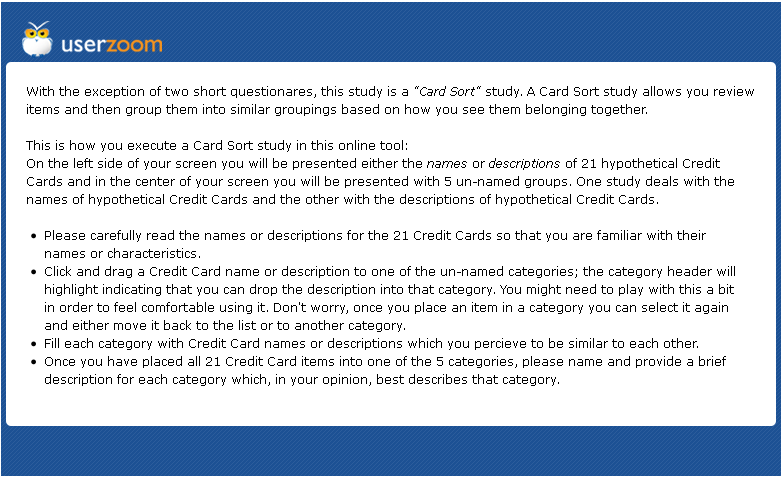 userzoom
With the exception of two short questionares, this study is a “Card Sort“ study. A Card Sort study allows you review
items and then group them into similar groupings based on how you see them belonging together.
This is how you execute a Card Sort study in this online tool:
On the left side of your screen you will be presented either the names or descriptions of 21 hypothetical Credit
Cards and in the center of your screen you will be presented with 5 un-named groups. One study deals with the
names of hypothetical Credit Cards and the other with the descriptions of hypothetical Credit Cards.
• Please carefully read the names or descriptions for the 21 Credit Cards so that you are familiar with their
names or characteristics.
• Click and drag a Credit Card name or description to one of the un-named categories; the category header will
highlight indicating that you can drop the description into that category. You might need to play with this a bit
in order to feel comfortable using it. Don't worry, once you place an item in a category you can select it again
and either move it back to the list or to another category.
• Fill each category with Credit Card names or descriptions which you percieve to be similar to each other.
• Once you have placed all 21 Credit Card items into one of the 5 categories, please name and provide a brief
description for each category which, in your opinion, best describes that category.